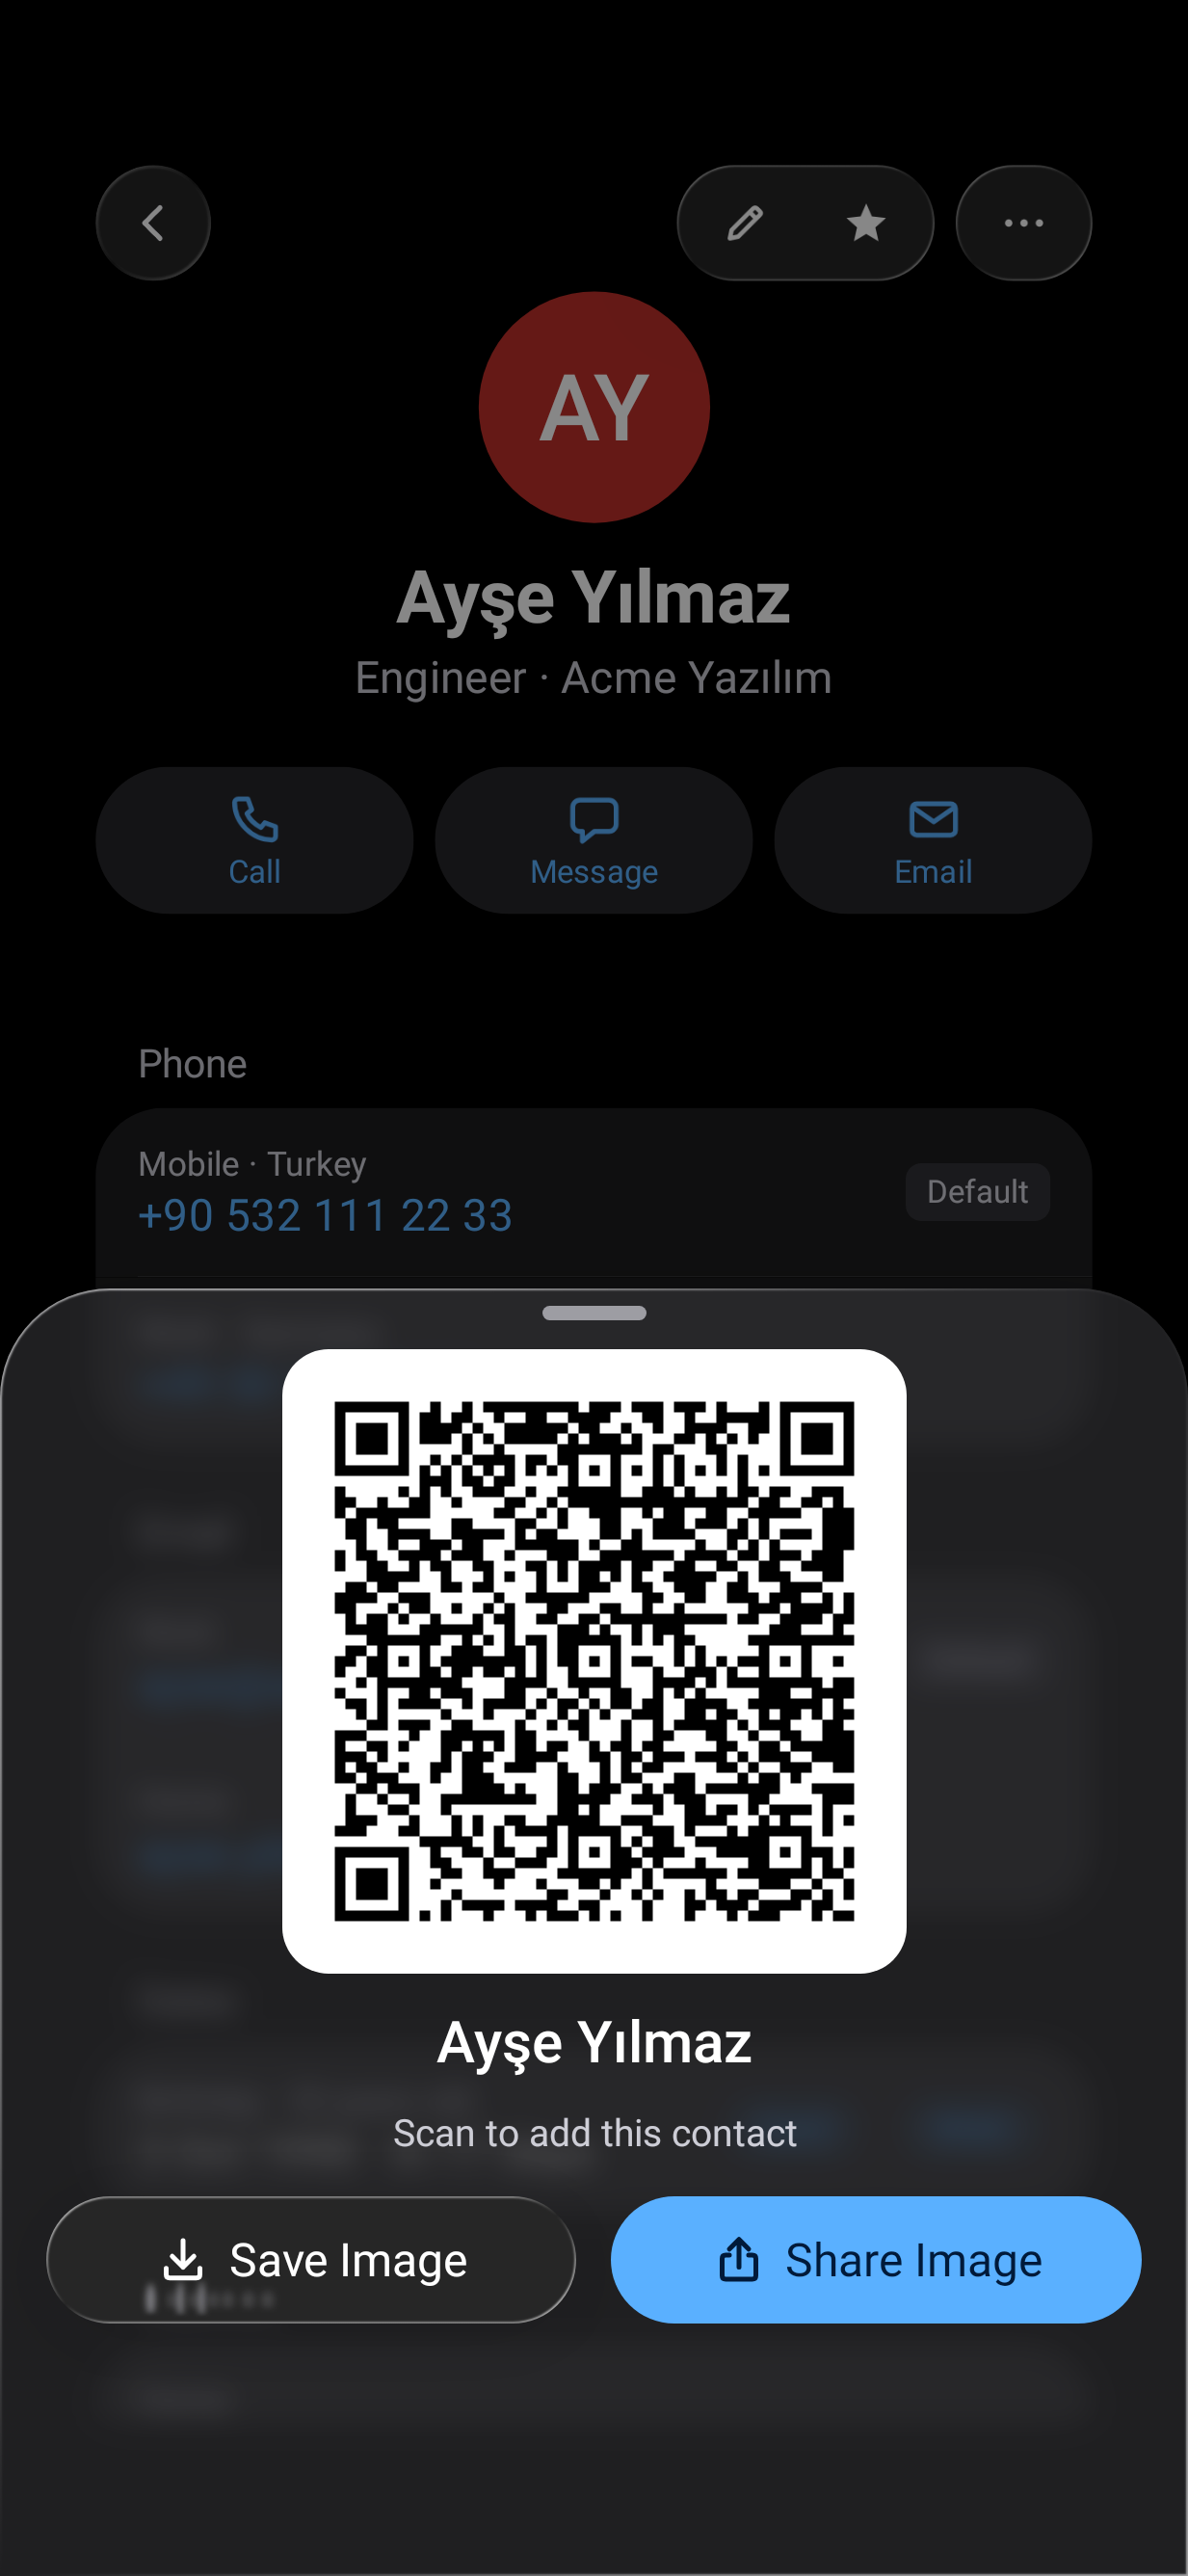 AY
Ayşe Yılmaz
Engineer · Acme Yazılım
Call
Message
Email
Phone
Mobile · Turkey
+90 532 111 22 33
Default
Ayşe Yılmaz
Scan to add this contact
Save Image
Share Image